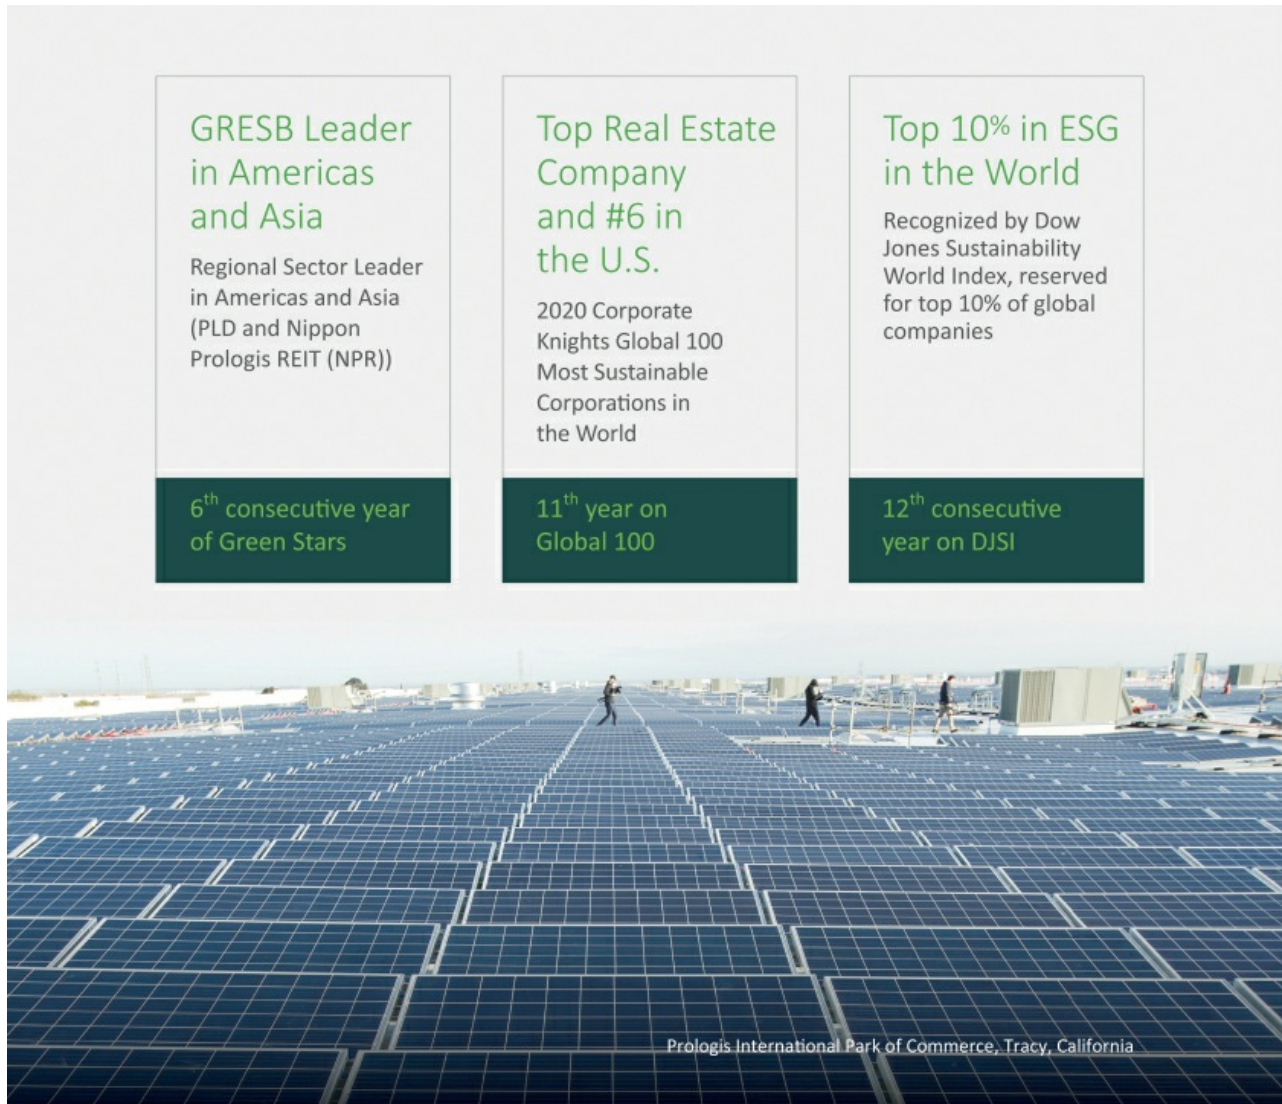 GRESB Leader
in Americas
and Asia
Regional Sector Leader
in Americas and Asia
(PLD and Nippon
Prologis REIT (NPR))
6th consecutive year
of Green Stars
Top Real Estate
Company
and #6 in
the U.S.
2020 Corporate
Knights Global 100
Most Sustainable
Corporations in
the World
11th year on
Global 100
Top 10% in ESG
in the World
Recognized by Dow
Jones Sustainability
World Index, reserved
for top 10% of global
companies
12th consecutive
year on DJSI
Prologis International Park of Commerce, Tracy, California